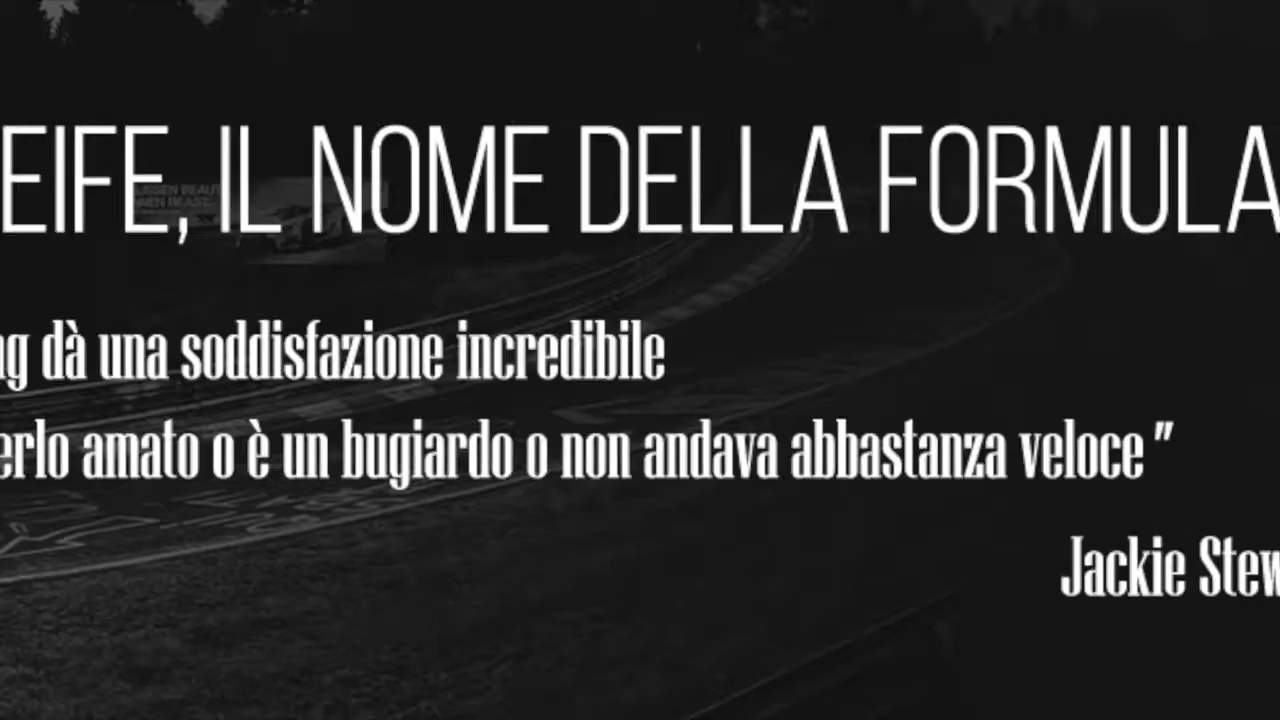 EIFE, IL NOME DELLA FORMULA
ng dà una soddisfazione incredibile
erlo amato o è un bugiardo o non andava abbastanza veloce "
Jackie Stew